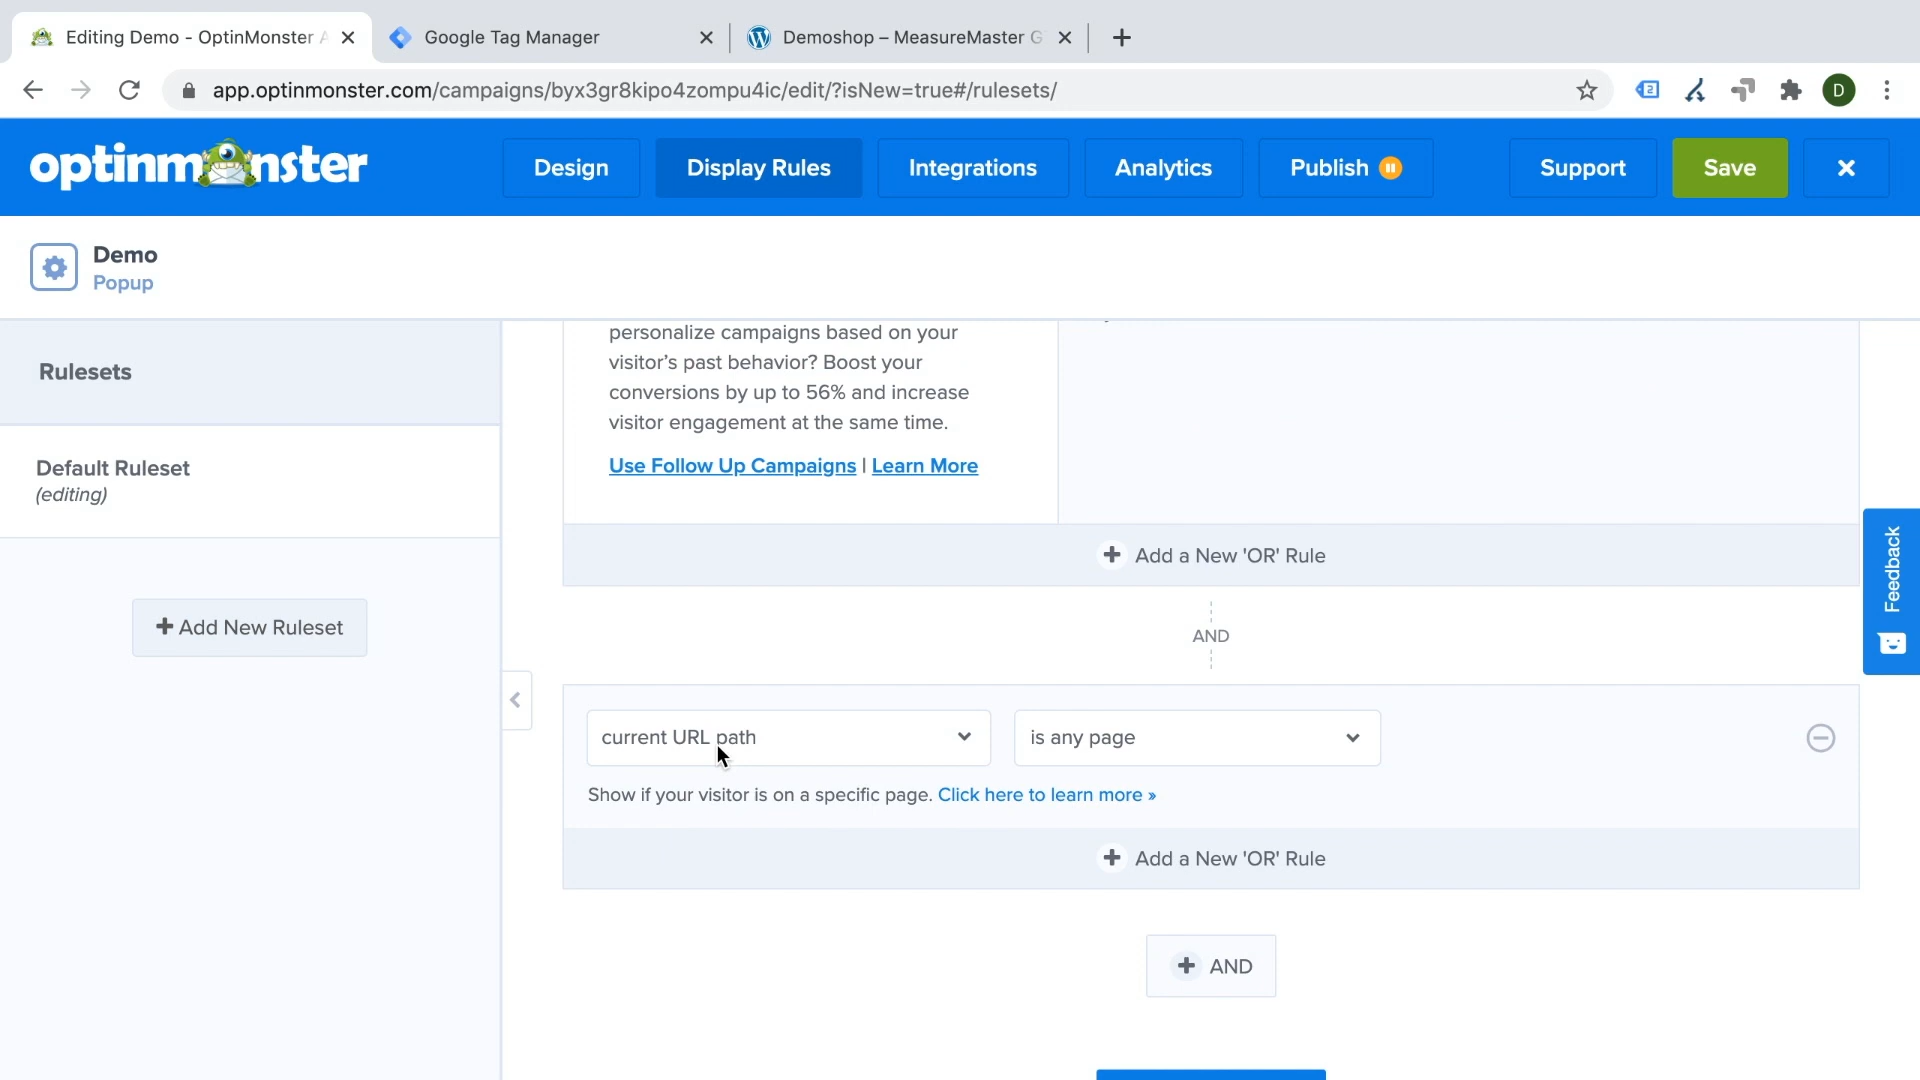 Editing Demo - OptinMonster A
Google Tag Manager
Demoshop – MeasureMaster G
app.optinmonster.com/campaigns/byx3gr8kipo4zompu4ic/edit/?isNew=true#/rulesets/
2
D
optinmonster
Design
Display Rules
Integrations
Analytics
Publish
Support
Save
Demo
Popup
Rulesets
Default Ruleset
(editing)
+ Add New Ruleset
personalize campaigns based on your
visitor's past behavior? Boost your
conversions by up to 56% and increase
visitor engagement at the same time.
Use Follow Up Campaigns | Learn More
+ Add a New 'OR' Rule
AND
current URL path
is any page
Show if your visitor is on a specific page. Click here to learn more »
+ Add a New 'OR' Rule
+ AND
Feedback